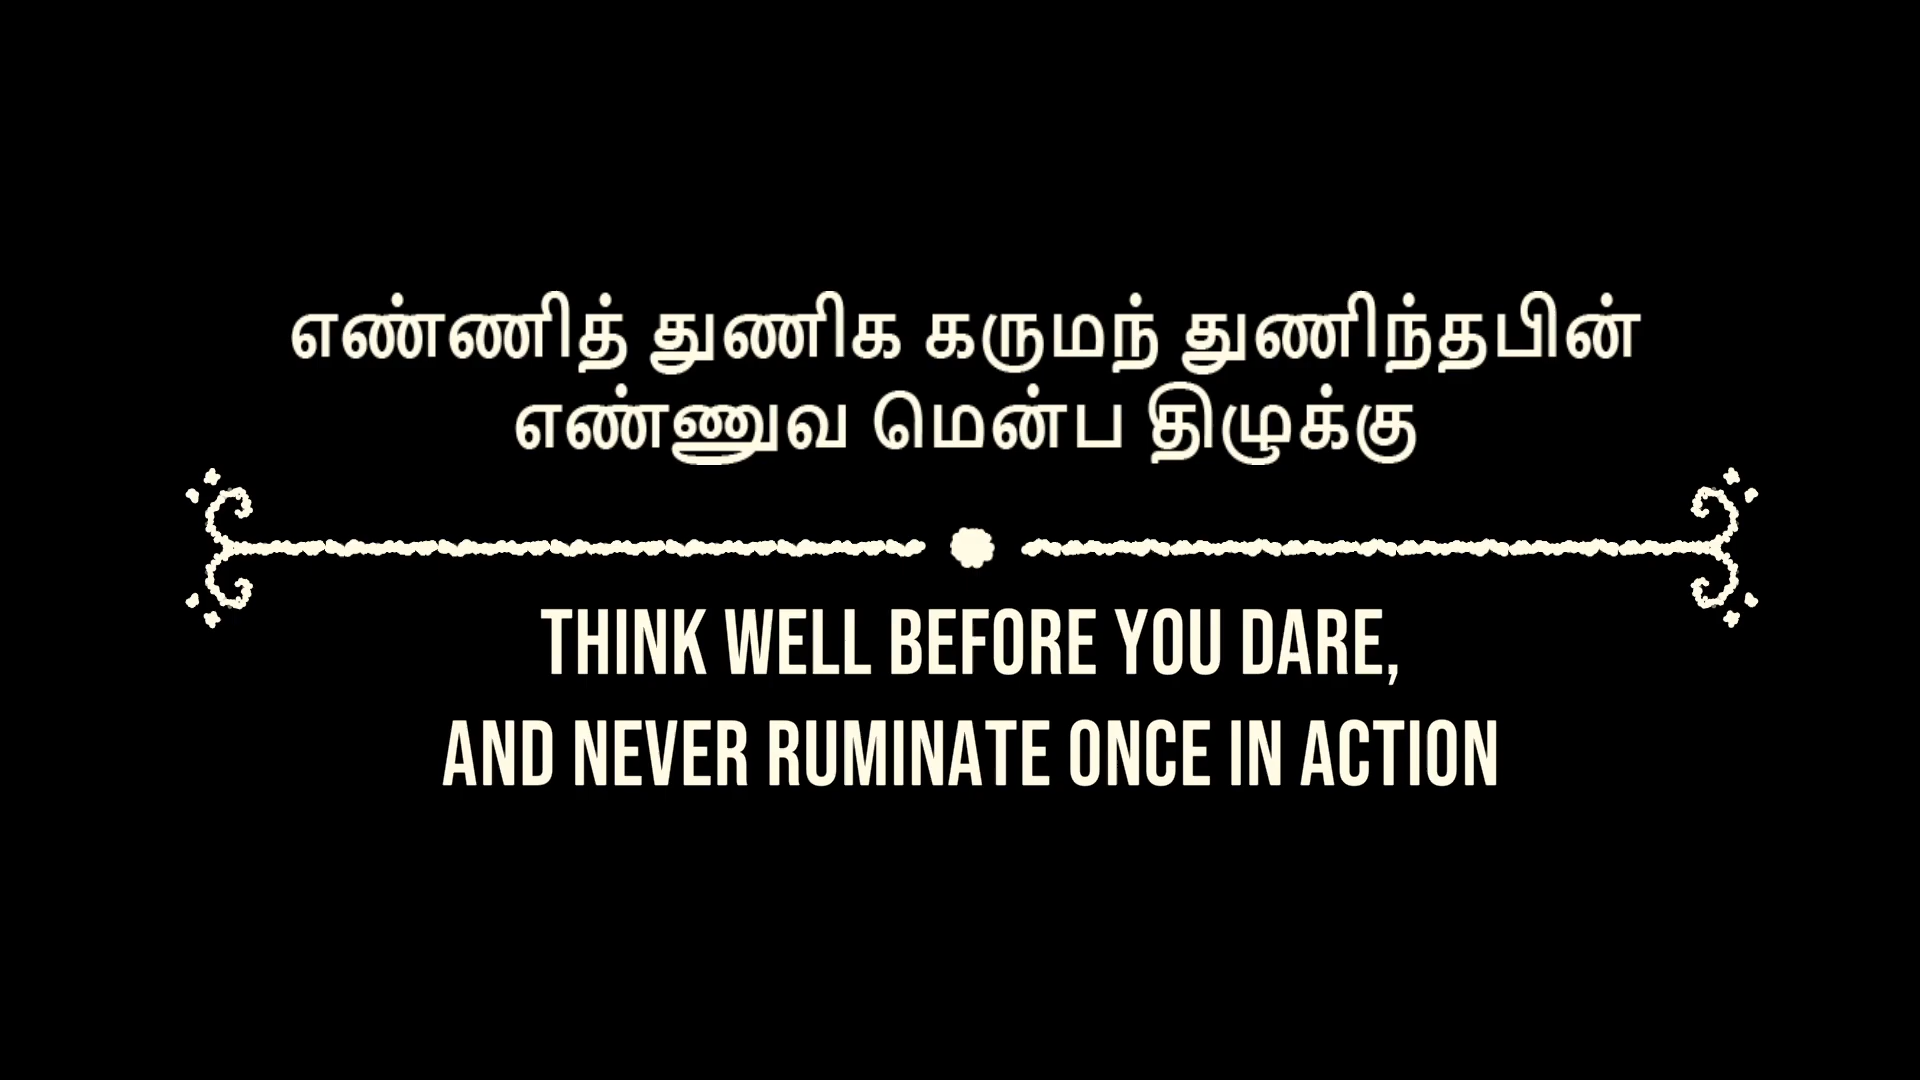 எண்ணித் துணிக கருமந் துணிந்தபின்
எண்ணுவ மென்ப திழுக்கு
THINK WELL BEFORE YOU DARE,
AND NEVER RUMINATE ONCE IN ACTION